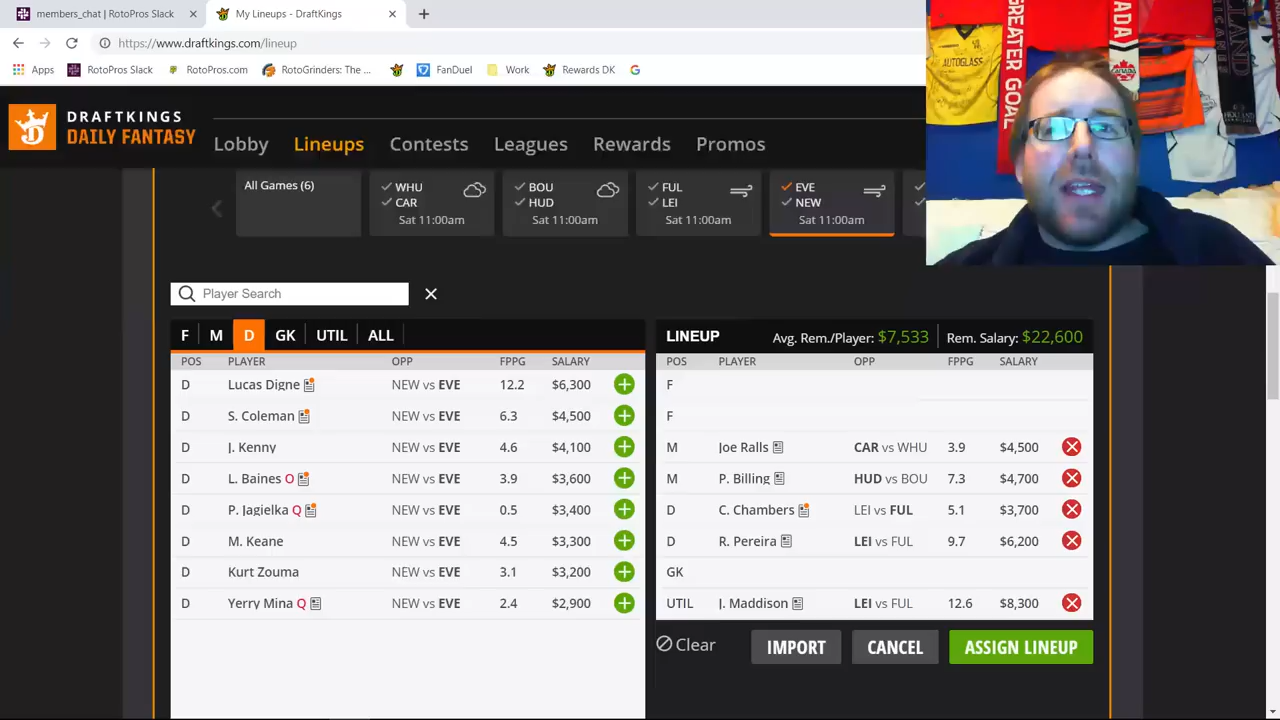 members_chat | RotoPros Slack
My Lineups - DraftKings
https://www.draftkings.com/lineup
Apps RotoPros Slack RotoPros.com RotoGrinders: The ... FanDuel Work Rewards DK
DRAFTKINGS
DAILY FANTASY
Lobby Lineups Contests Leagues Rewards Promos
All Games (6)
WHU
CAR
Sat 11:00am
BOU
HUD
Sat 11:00am
FUL
LEI
Sat 11:00am
EVE
NEW
Sat 11:00am
Player Search
F M D GK UTIL ALL
POS PLAYER OPP FPPG SALARY
D Lucas Digne NEW vs EVE 12.2 $6,300
D S. Coleman NEW vs EVE 6.3 $4,500
D J. Kenny NEW vs EVE 4.6 $4,100
D L. Baines Q NEW vs EVE 3.9 $3,600
D P. Jagielka Q NEW vs EVE 0.5 $3,400
D M. Keane NEW vs EVE 4.5 $3,300
D Kurt Zouma NEW vs EVE 3.1 $3,200
D Yerry Mina Q NEW vs EVE 2.4 $2,900
LINEUP Avg. Rem./Player: $7,533 Rem. Salary: $22,600
POS PLAYER OPP FPPG SALARY
F
F
M Joe Ralls CAR vs WHU 3.9 $4,500
M P. Billing HUD vs BOU 7.3 $4,700
D C. Chambers LEI vs FUL 5.1 $3,700
D R. Pereira LEI vs FUL 9.7 $6,200
GK
UTIL J. Maddison LEI vs FUL 12.6 $8,300
Clear IMPORT CANCEL ASSIGN LINEUP
GREATER GOAL
AUTOGLASS